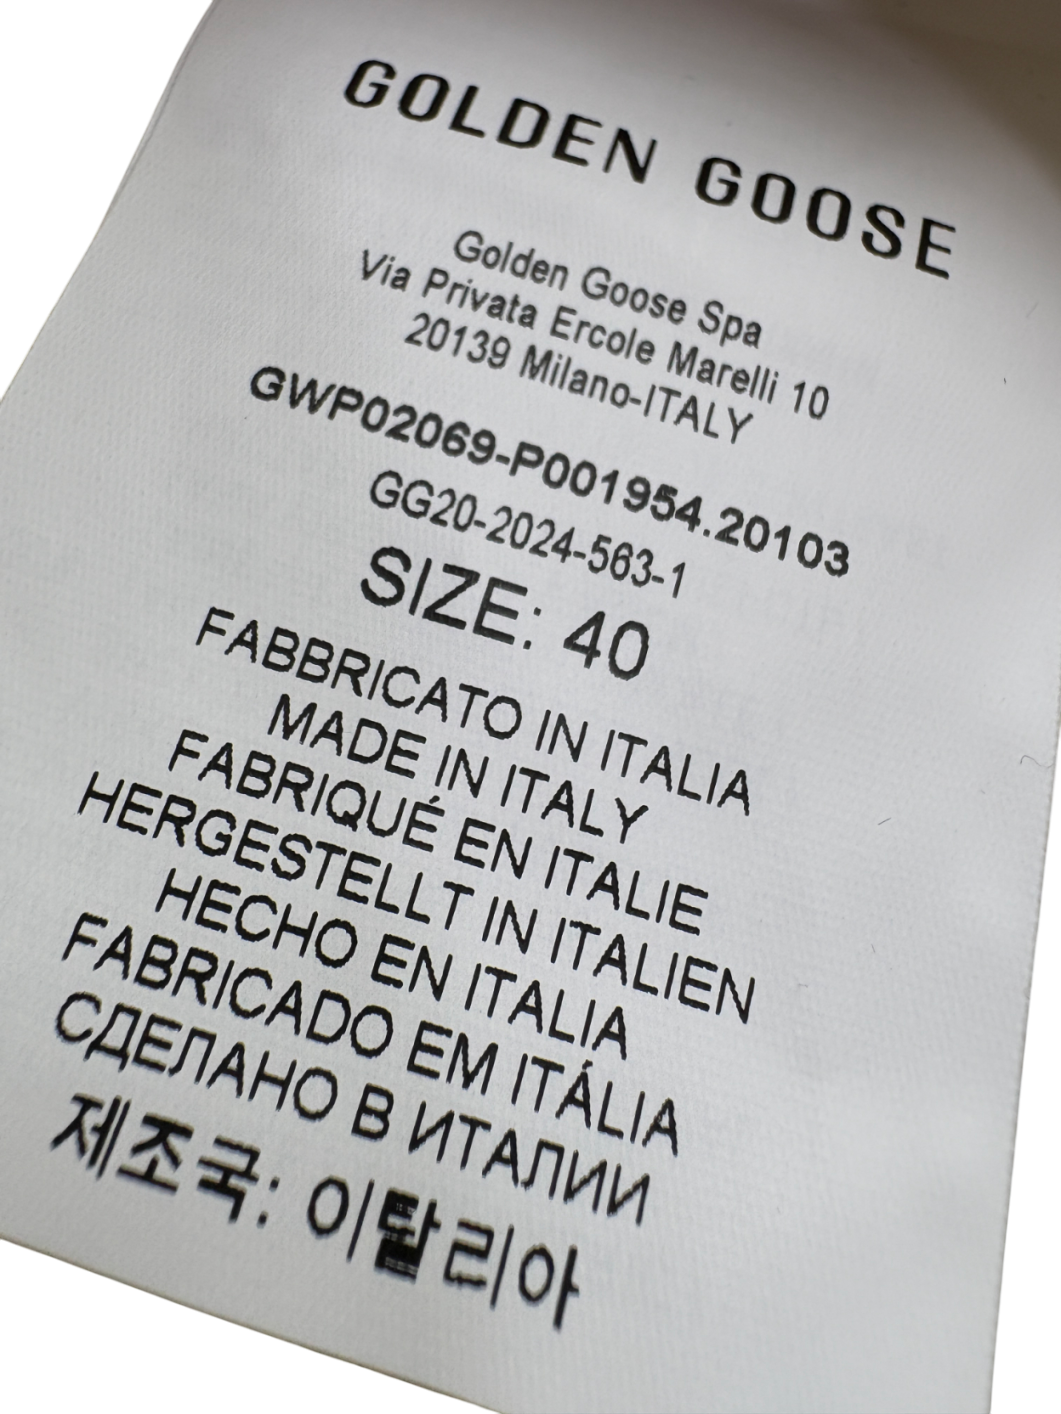 GOLDEN GOOSE
Golden Goose Spa
Via Privata Ercole Marelli 10
20139 Milano-ITALY
GWP02069-P001954.20103
GG20-2024-563-1
SIZE: 40
FABBRICATO IN ITALIA
MADE IN ITALY
FABRIQUÉ EN ITALIE
HERGESTELLT IN ITALIEN
HECHO EN ITALIA
FABRICADO EM ITÁLIA
СДЕЛАНО В ИТАЛИИ
제조국: 이탈리아